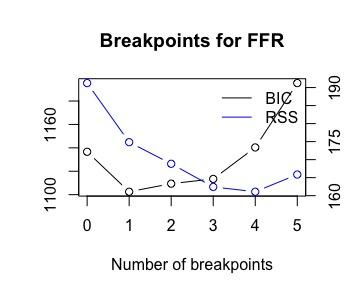 Breakpoints for FFR
BIC
RSS
1100
1160
160
175
190
0 1 2 3 4 5
Number of breakpoints